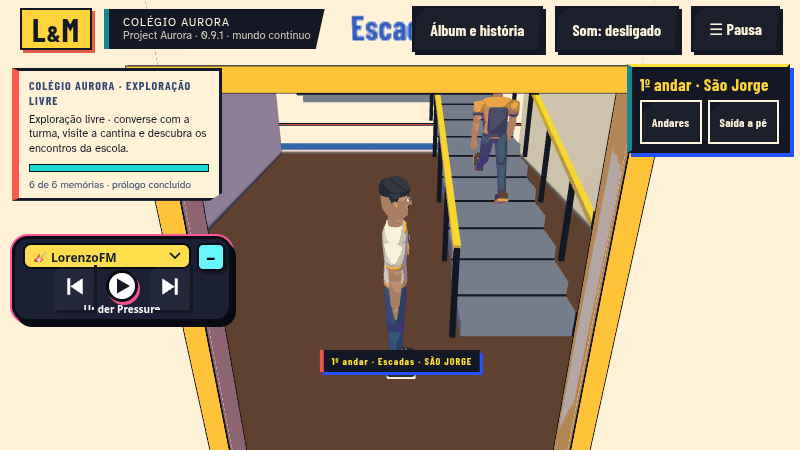 L&M
COLÉGIO AURORA
Project Aurora · 0.9.1 · mundo contínuo
Álbum e história
Som: desligado
☰ Pausa
COLÉGIO AURORA · EXPLORAÇÃO
LIVRE
Exploração livre · converse com a
turma, visite a cantina e descubra os
encontros da escola.
6 de 6 memórias · prólogo concluído
1º andar · São Jorge
Andares
Saída a pé
🎸 LorenzoFM
–
Under Pressure
1º andar · Escadas · SÃO JORGE